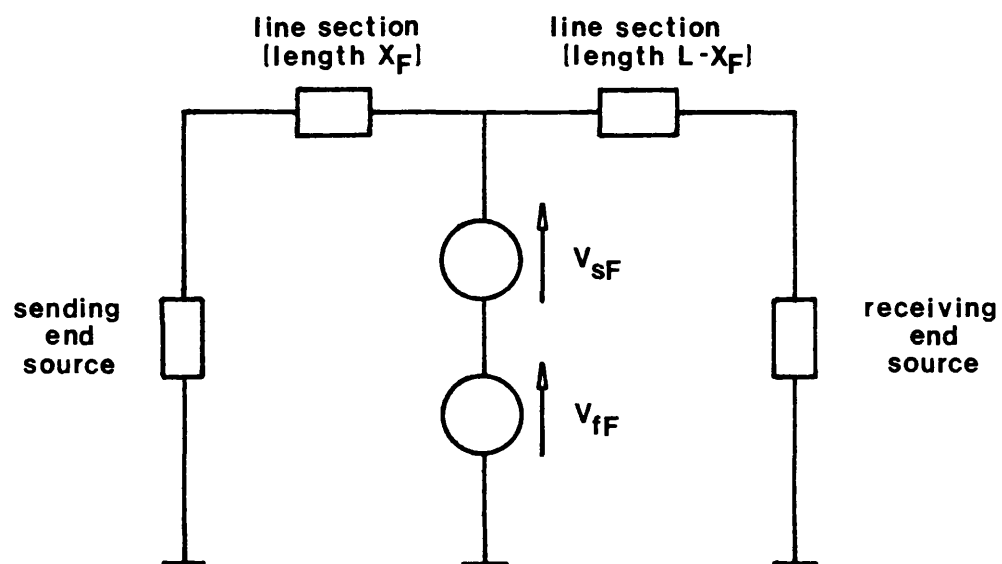 line section
(length X_F)
line section
(length L-X_F)
V_sF
sending
end
source
receiving
end
source
V_fF